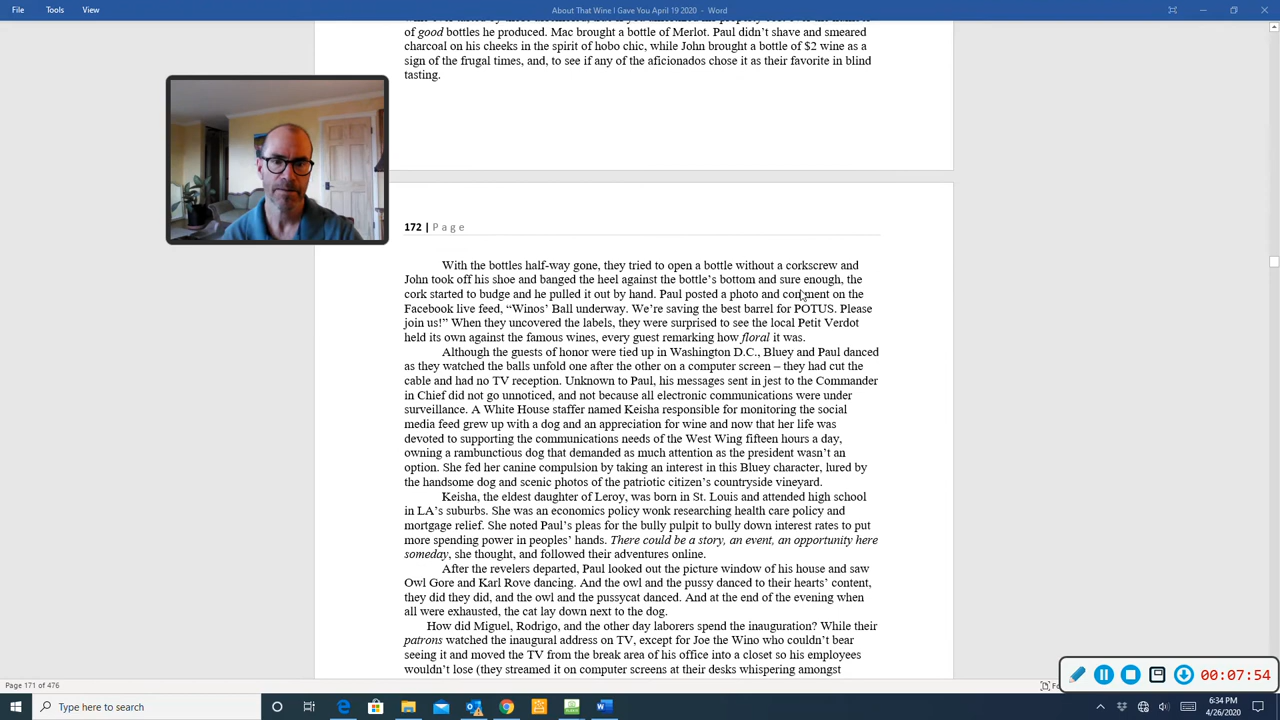 File Tools View About That Wine I Gave You April 19 2020 - Word
of good bottles he produced. Mac brought a bottle of Merlot. Paul didn't shave and smeared
charcoal on his cheeks in the spirit of hobo chic, while John brought a bottle of $2 wine as a
sign of the frugal times, and, to see if any of the aficionados chose it as their favorite in blind
tasting.
172 | Page
With the bottles half-way gone, they tried to open a bottle without a corkscrew and
John took off his shoe and banged the heel against the bottle's bottom and sure enough, the
cork started to budge and he pulled it out by hand. Paul posted a photo and comment on the
Facebook live feed, “Winos' Ball underway. We're saving the best barrel for POTUS. Please
join us!” When they uncovered the labels, they were surprised to see the local Petit Verdot
held its own against the famous wines, every guest remarking how floral it was.
Although the guests of honor were tied up in Washington D.C., Bluey and Paul danced
as they watched the balls unfold one after the other on a computer screen – they had cut the
cable and had no TV reception. Unknown to Paul, his messages sent in jest to the Commander
in Chief did not go unnoticed, and not because all electronic communications were under
surveillance. A White House staffer named Keisha responsible for monitoring the social
media feed grew up with a dog and an appreciation for wine and now that her life was
devoted to supporting the communications needs of the West Wing fifteen hours a day,
owning a rambunctious dog that demanded as much attention as the president wasn't an
option. She fed her canine compulsion by taking an interest in this Bluey character, lured by
the handsome dog and scenic photos of the patriotic citizen's countryside vineyard.
Keisha, the eldest daughter of Leroy, was born in St. Louis and attended high school
in LA's suburbs. She was an economics policy wonk researching health care policy and
mortgage relief. She noted Paul's pleas for the bully pulpit to bully down interest rates to put
more spending power in peoples' hands. There could be a story, an event, an opportunity here
someday, she thought, and followed their adventures online.
After the revelers departed, Paul looked out the picture window of his house and saw
Owl Gore and Karl Rove dancing. And the owl and the pussy danced to their hearts' content,
they did they did, and the owl and the pussycat danced. And at the end of the evening when
all were exhausted, the cat lay down next to the dog.
How did Miguel, Rodrigo, and the other day laborers spend the inauguration? While their
patrons watched the inaugural address on TV, except for Joe the Wino who couldn't bear
seeing it and moved the TV from the break area of his office into a closet so his employees
wouldn't lose (they streamed it on computer screens at their desks whispering amongst
00:07:54
Page 171 of 476
Type here to search
6:34 PM
4/26/2020